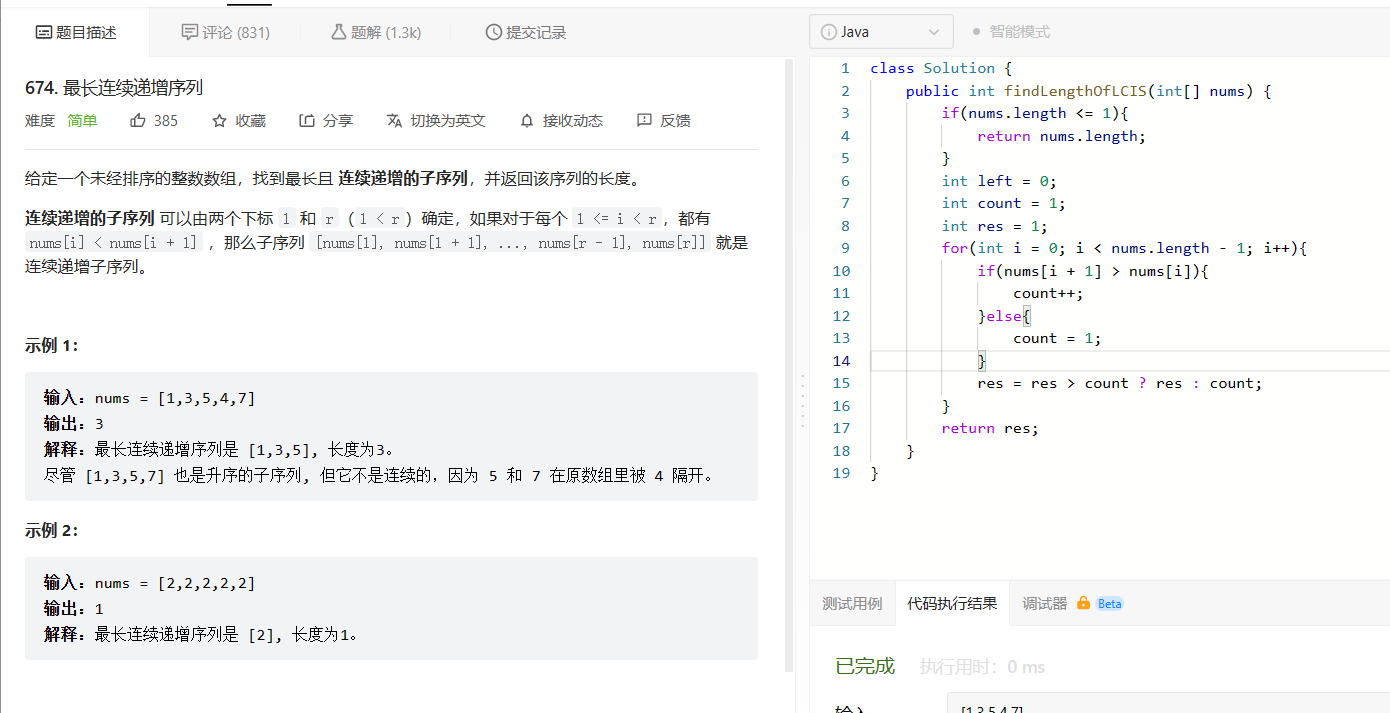 题目描述 评论 (831) 题解 (1.3k) 提交记录
674. 最长连续递增序列
难度 简单 385 收藏 分享 切换为英文 接收动态 反馈
给定一个未经排序的整数数组，找到最长且 连续递增的子序列，并返回该序列的长度。
连续递增的子序列 可以由两个下标 l 和 r（l < r）确定，如果对于每个 l <= i < r，都有
nums[i] < nums[i + 1] ，那么子序列 [nums[l], nums[l + 1], ..., nums[r - 1], nums[r]] 就是
连续递增子序列。
示例 1：
输入：nums = [1,3,5,4,7]
输出：3
解释：最长连续递增序列是 [1,3,5], 长度为3。
尽管 [1,3,5,7] 也是升序的子序列, 但它不是连续的，因为 5 和 7 在原数组里被 4 隔开。
示例 2：
输入：nums = [2,2,2,2,2]
输出：1
解释：最长连续递增序列是 [2], 长度为1。
Java 智能模式
1 class Solution {
2 public int findLengthOfLCIS(int[] nums) {
3 if(nums.length <= 1){
4 return nums.length;
5 }
6 int left = 0;
7 int count = 1;
8 int res = 1;
9 for(int i = 0; i < nums.length - 1; i++){
10 if(nums[i + 1] > nums[i]){
11 count++;
12 }else{
13 count = 1;
14 }
15 res = res > count ? res : count;
16 }
17 return res;
18 }
19 }
测试用例 代码执行结果 调试器 Beta
已完成 执行用时：0 ms
输入 [1,3,5,4,7]